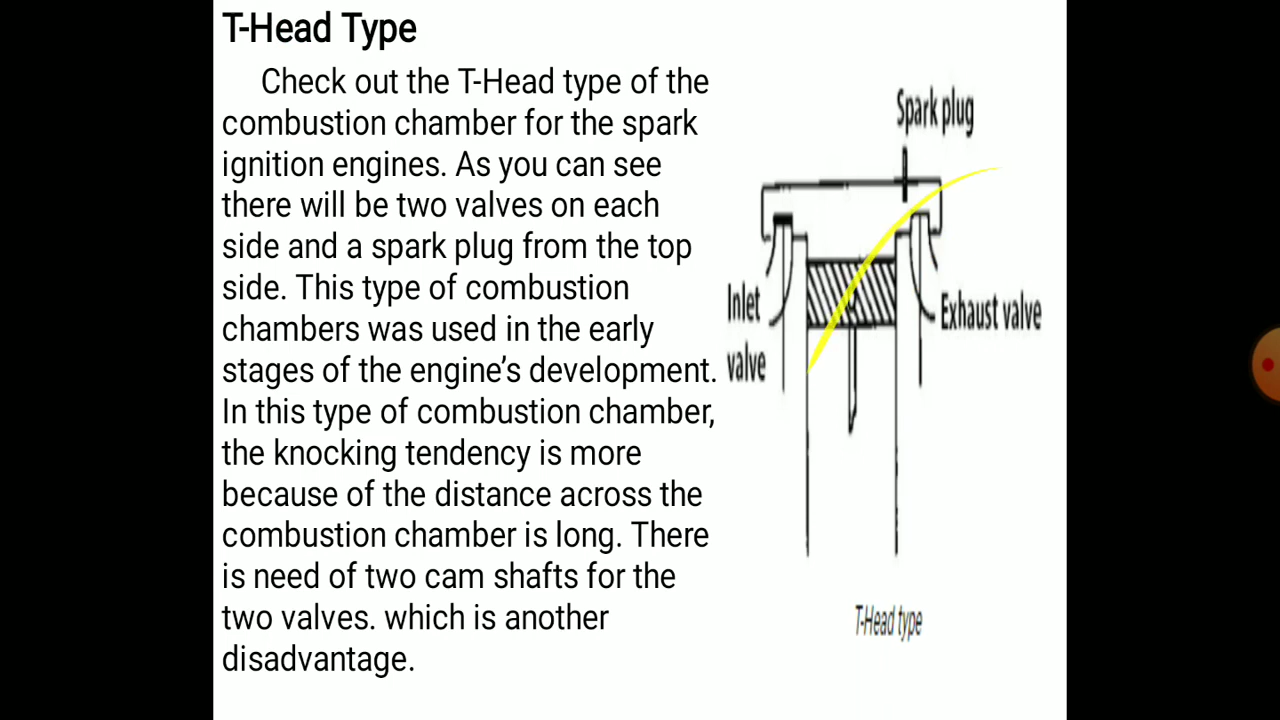 T-Head Type
Check out the T-Head type of the
combustion chamber for the spark
ignition engines. As you can see
there will be two valves on each
side and a spark plug from the top
side. This type of combustion
chambers was used in the early
stages of the engine’s development.
In this type of combustion chamber,
the knocking tendency is more
because of the distance across the
combustion chamber is long. There
is need of two cam shafts for the
two valves. which is another
disadvantage.
Spark plug
Inlet
valve
Exhaust valve
T-Head type